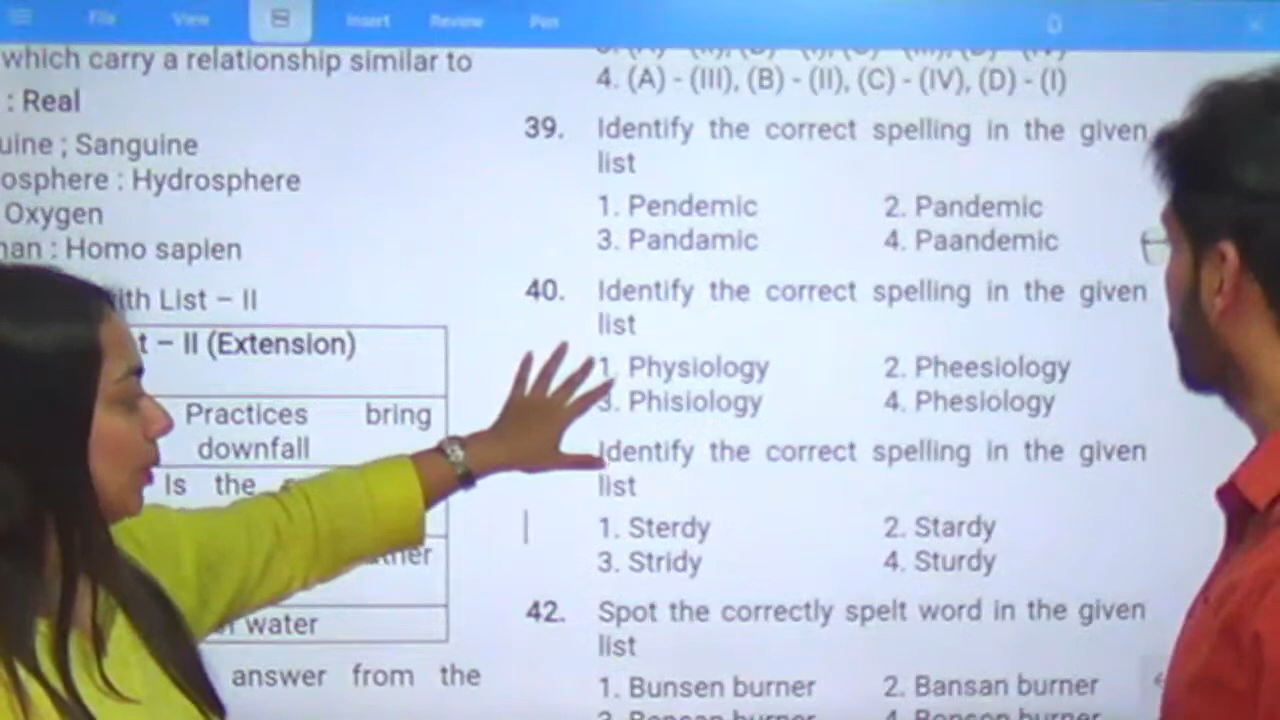 File
View
Insert
Review
Pen
which carry a relationship similar to
: Real
uine ; Sanguine
osphere : Hydrosphere
Oxygen
nan : Homo sapien
ith List – II
t – II (Extension)
Practices bring
downfall
Is the
water
answer from the
4. (A) - (III), (B) - (II), (C) - (IV), (D) - (I)
39. Identify the correct spelling in the given
list
1. Pendemic 2. Pandemic
3. Pandamic 4. Paandemic
40. Identify the correct spelling in the given
list
1. Physiology 2. Pheesiology
3. Phisiology 4. Phesiology
Identify the correct spelling in the given
list
1. Sterdy 2. Stardy
3. Stridy 4. Sturdy
42. Spot the correctly spelt word in the given
list
1. Bunsen burner 2. Bansan burner